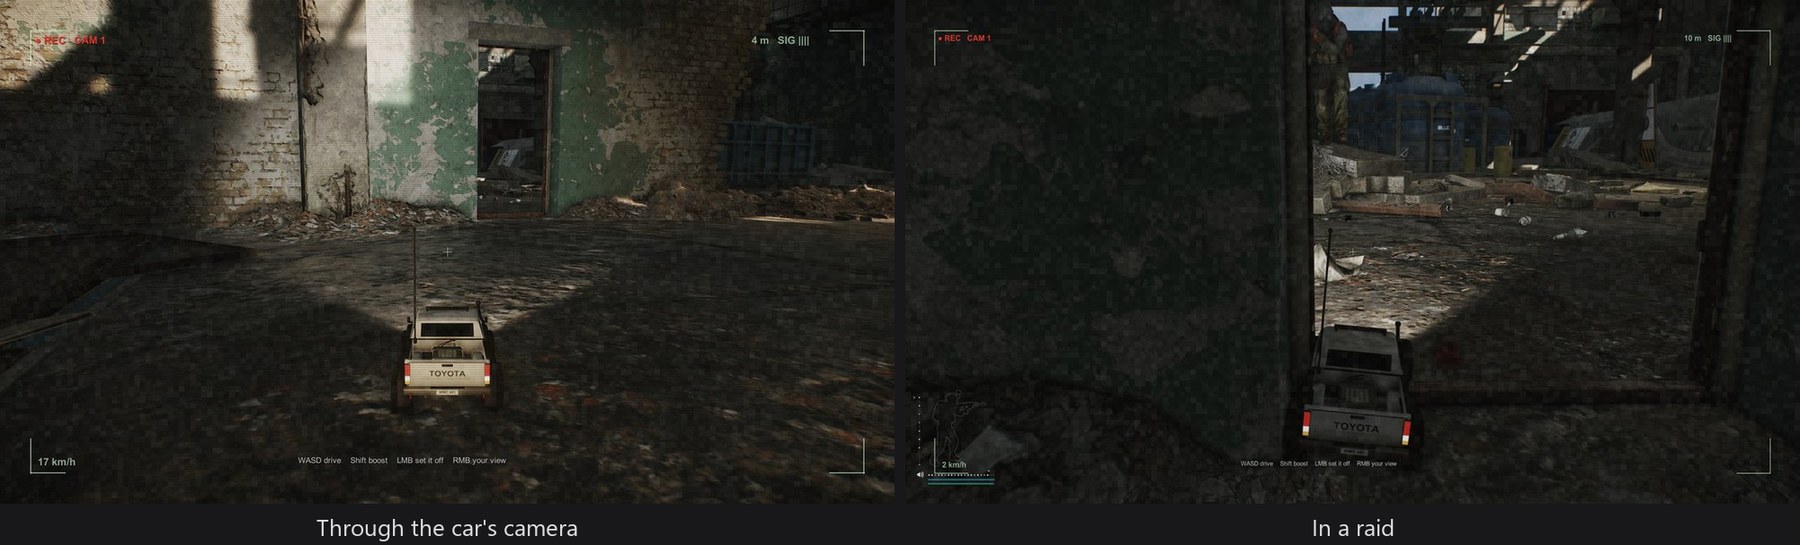 REC CAM 1
4 m SIG ||||
TOYOTA
17 km/h
WASD drive Shift boost LMB set it off RMB your view
Through the car's camera
REC CAM 1
10 m SIG ||||
TOYOTA
2 km/h
WASD drive Shift boost LMB set it off RMB your view
In a raid